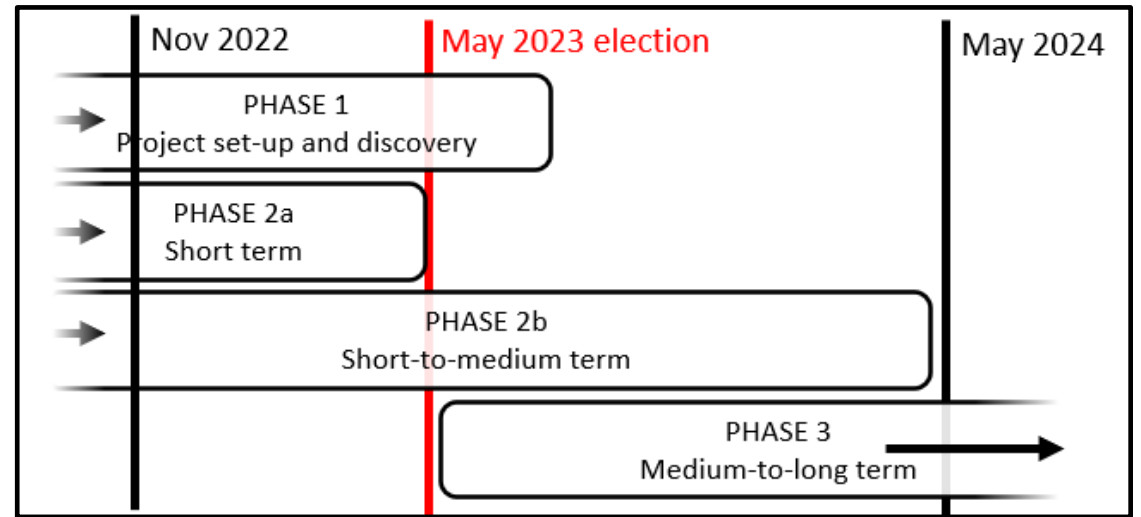 Nov 2022
May 2023 election
May 2024
PHASE 1
Project set-up and discovery
PHASE 2a
Short term
PHASE 2b
Short-to-medium term
PHASE 3
Medium-to-long term